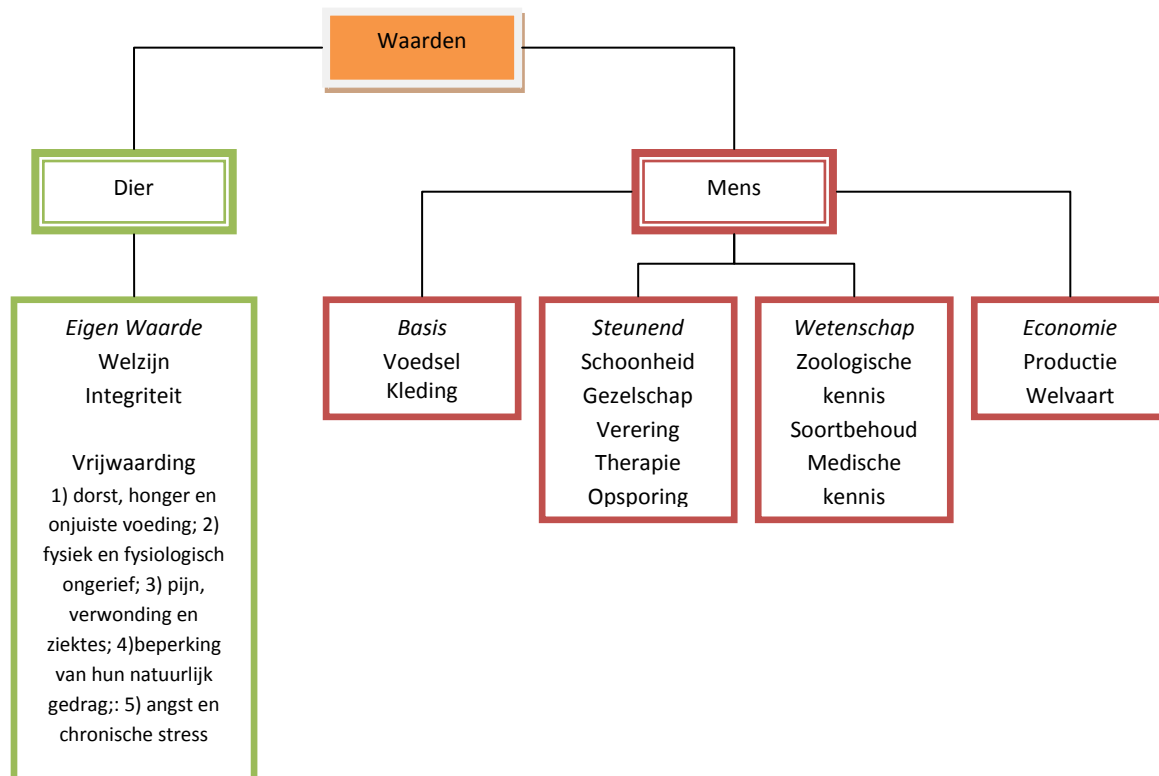 Waarden
Dier
Mens
Eigen Waarde
Welzijn
Integriteit
Vrijwaarding
1) dorst, honger en
onjuiste voeding; 2)
fysiek en fysiologisch
ongerief; 3) pijn,
verwonding en
ziektes; 4)beperking
van hun natuurlijk
gedrag;: 5) angst en
chronische stress
Basis
Voedsel
Kleding
Steunend
Schoonheid
Gezelschap
Verering
Therapie
Opsporing
Wetenschap
Zoologische
kennis
Soortbehoud
Medische
kennis
Economie
Productie
Welvaart